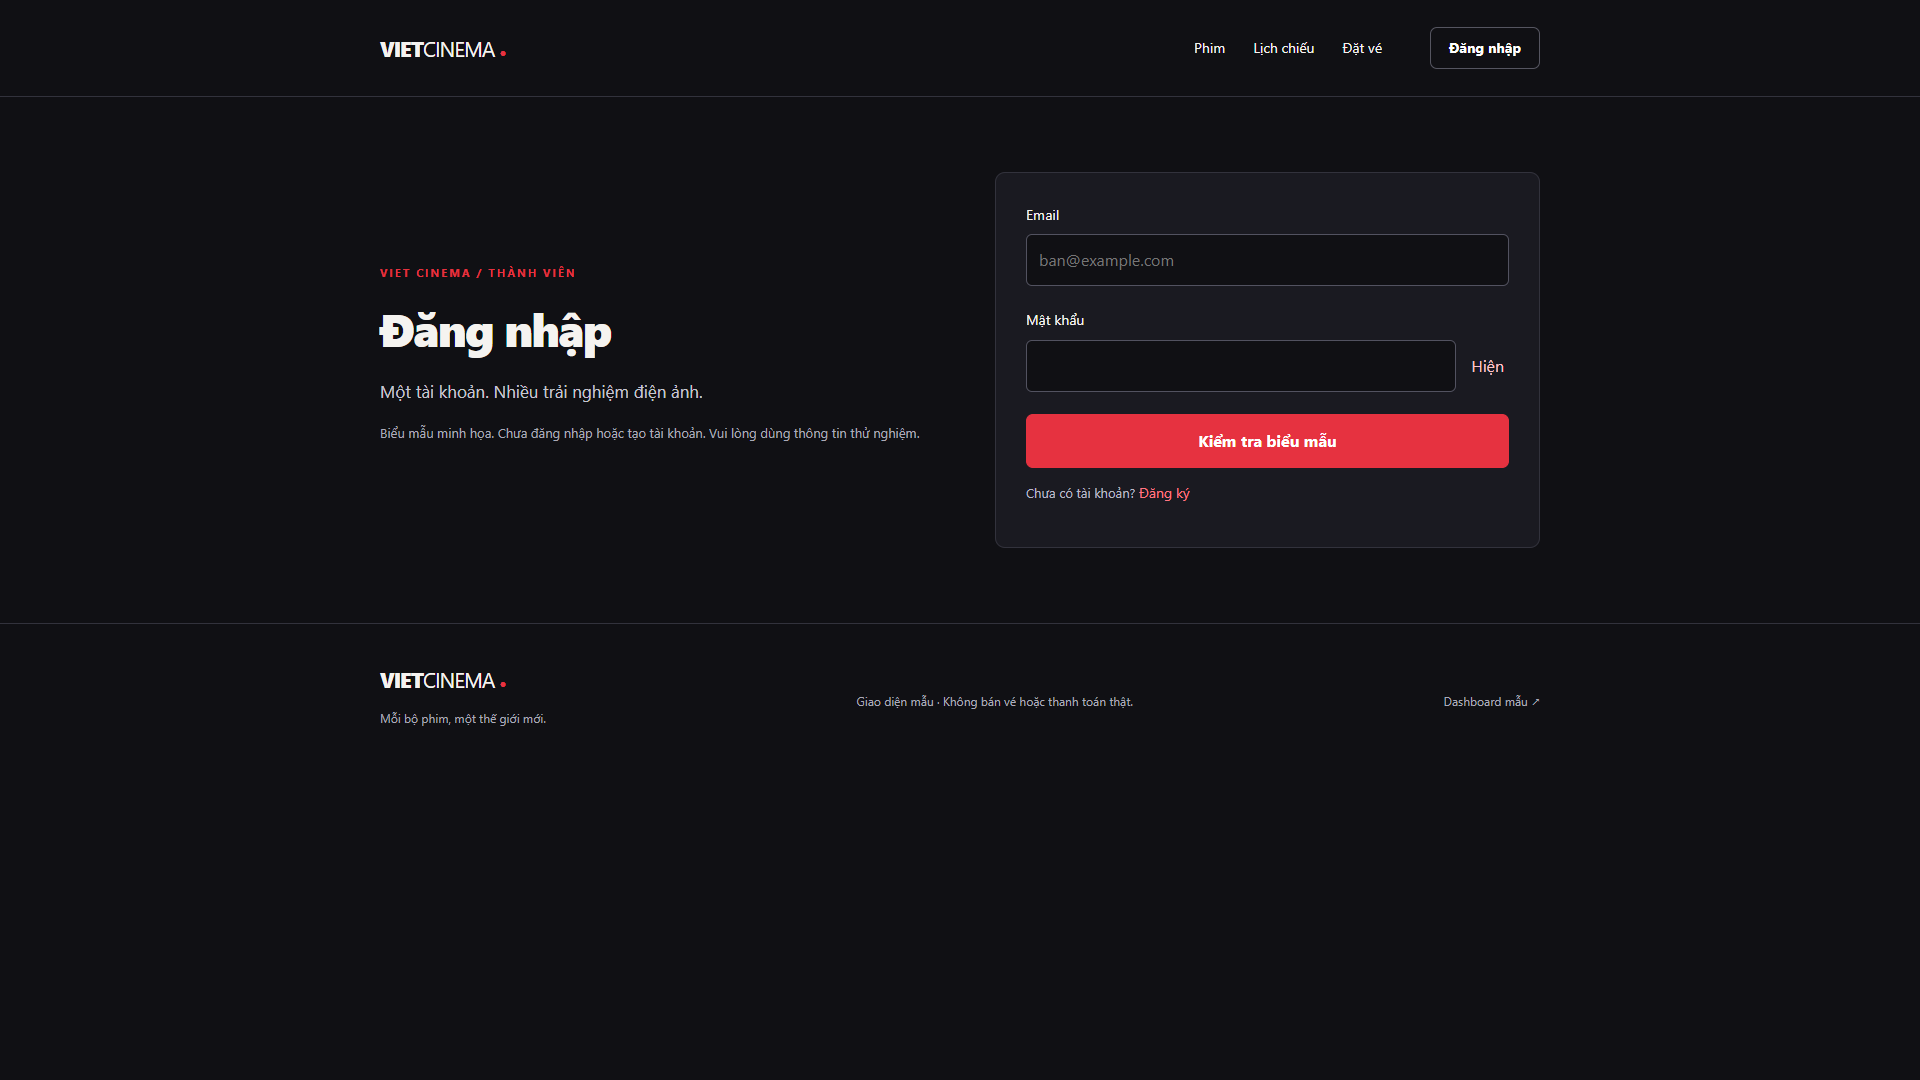 VIETCINEMA
Phim
Lịch chiếu
Đặt vé
Đăng nhập
VIET CINEMA / THÀNH VIÊN
Đăng nhập
Một tài khoản. Nhiều trải nghiệm điện ảnh.
Biểu mẫu minh họa. Chưa đăng nhập hoặc tạo tài khoản. Vui lòng dùng thông tin thử nghiệm.
Email
ban@example.com
Mật khẩu
Hiện
Kiểm tra biểu mẫu
Chưa có tài khoản? Đăng ký
VIETCINEMA
Mỗi bộ phim, một thế giới mới.
Giao diện mẫu · Không bán vé hoặc thanh toán thật.
Dashboard mẫu ↗